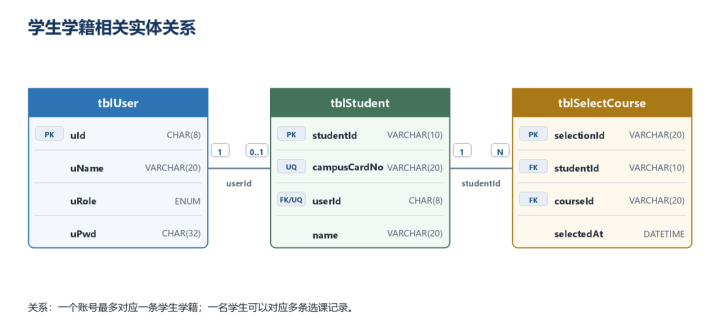 学生学籍相关实体关系
tblUser
PK uId CHAR(8)
uName VARCHAR(20)
uRole ENUM
uPwd CHAR(32)
1 0..1
userId
tblStudent
PK studentId VARCHAR(10)
UQ campusCardNo VARCHAR(20)
FK/UQ userId CHAR(8)
name VARCHAR(20)
1 N
studentId
tblSelectCourse
PK selectionId VARCHAR(20)
FK studentId VARCHAR(10)
FK courseId VARCHAR(20)
selectedAt DATETIME
关系：一个账号最多对应一条学生学籍；一名学生可以对应多条选课记录。